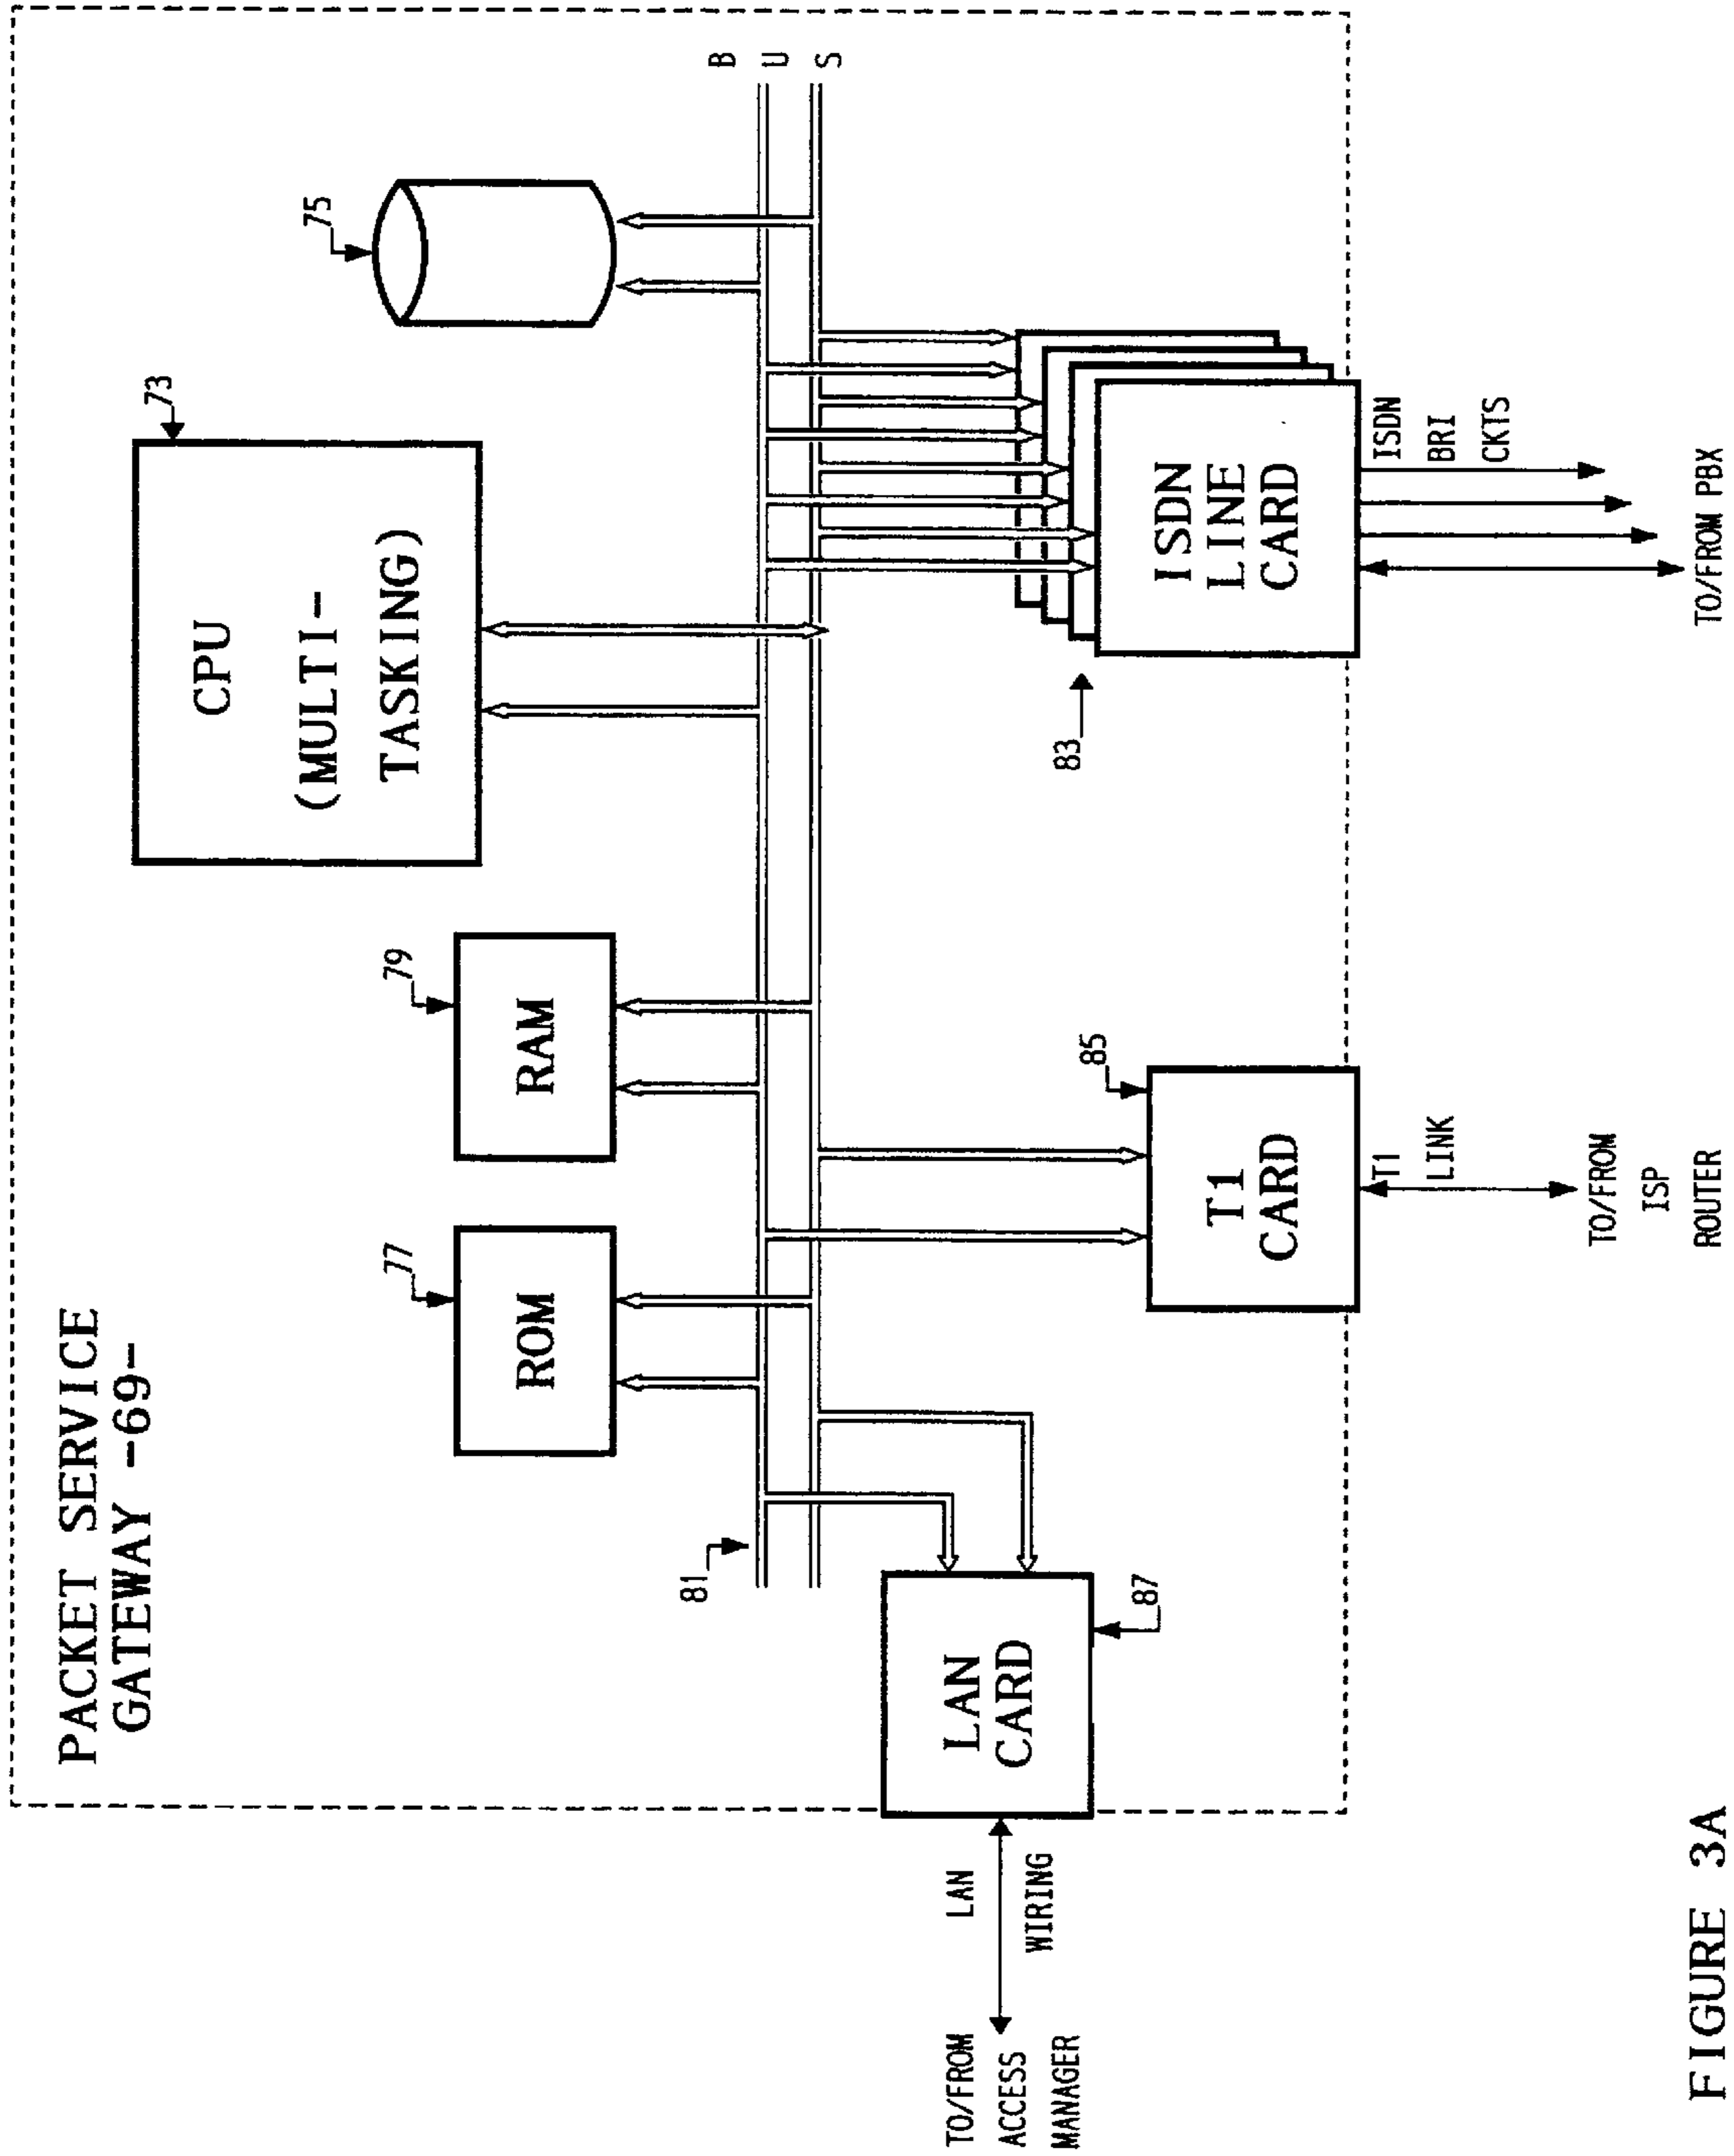 PACKET SERVICE
GATEWAY -69-
77
ROM
79
RAM
73
CPU
(MULTI-
TASKING)
75
B
U
S
81
LAN
CARD
87
TO/FROM
ACCESS
MANAGER
LAN
WIRING
85
T1
CARD
T1
LINK
TO/FROM
ISP
ROUTER
83
ISDN
LINE
CARD
ISDN
BRI
CKTS
TO/FROM PBX
FIGURE 3A